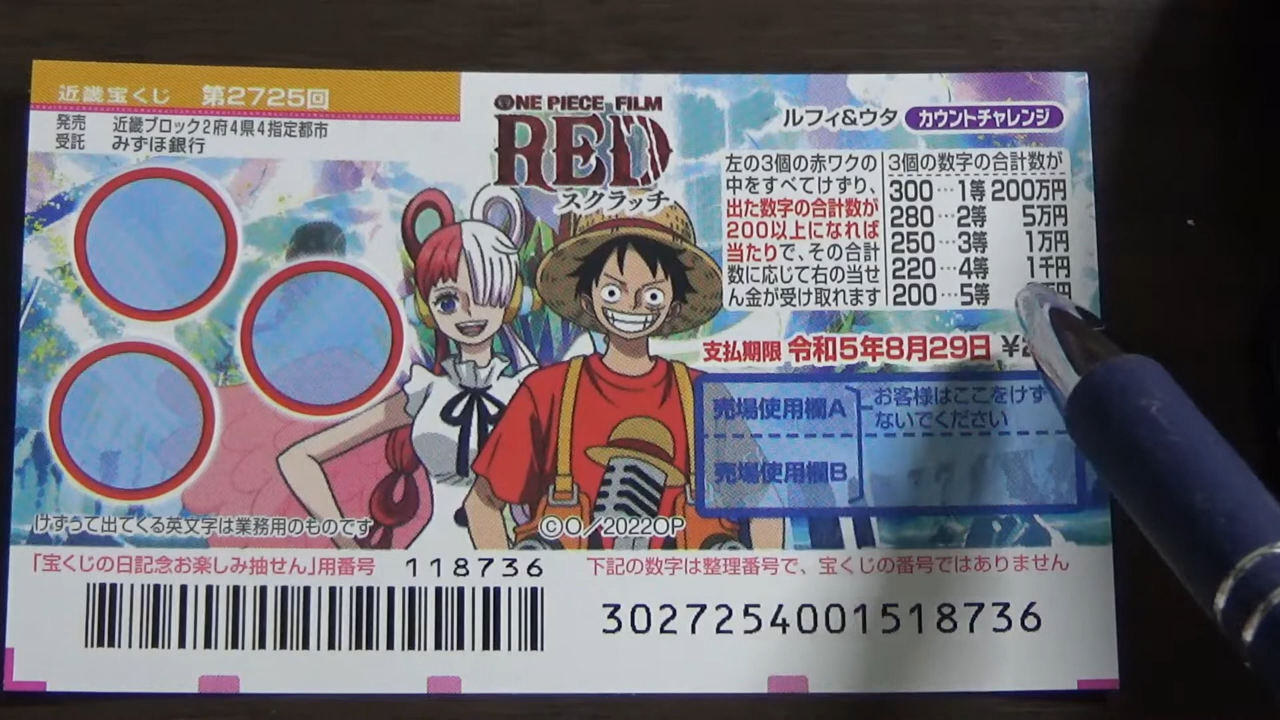 近畿宝くじ 第2725回
発売 近畿ブロック2府4県4指定都市
受託 みずほ銀行
ONE PIECE FILM
RED
スクラッチ
ルフィ&ウタ カウントチャレンジ
左の3個の赤ワクの
中をすべてけずり、
出た数字の合計数が
200以上になれば
当たりで、その合計
数に応じて右の当せ
ん金が受け取れます
3個の数字の合計数が
300…1等 200万円
280…2等 5万円
250…3等 1万円
220…4等 1千円
200…5等 円
支払期限 令和5年8月29日 ¥2
売場使用欄A
お客様はここをけず
ないでください
売場使用欄B
けずって出てくる英文字は業務用のものです
©O/2022OP
「宝くじの日記念お楽しみ抽せん」用番号 118736
下記の数字は整理番号で、宝くじの番号ではありません
30272540015​18736